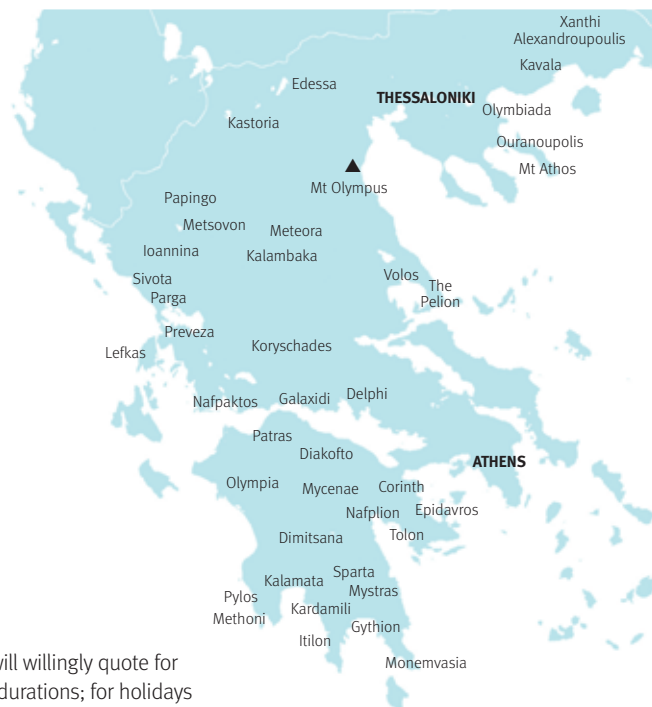 Xanthi
Alexandroupoulis
Kavala
Edessa
THESSALONIKI
Olymbiada
Kastoria
Ouranoupolis
Mt Athos
Mt Olympus
Papingo
Metsovon
Meteora
Ioannina
Kalambaka
Sivota
Volos
The
Pelion
Parga
Preveza
Lefkas
Koryschades
Nafpaktos
Galaxidi
Delphi
Patras
Diakofto
ATHENS
Olympia
Mycenae
Corinth
Nafplion
Epidavros
Dimitsana
Tolon
Kalamata
Sparta
Mystras
Pylos
Kardamili
Methoni
Gythion
Itilon
Monemvasia
will willingly quote for
durations; for holidays